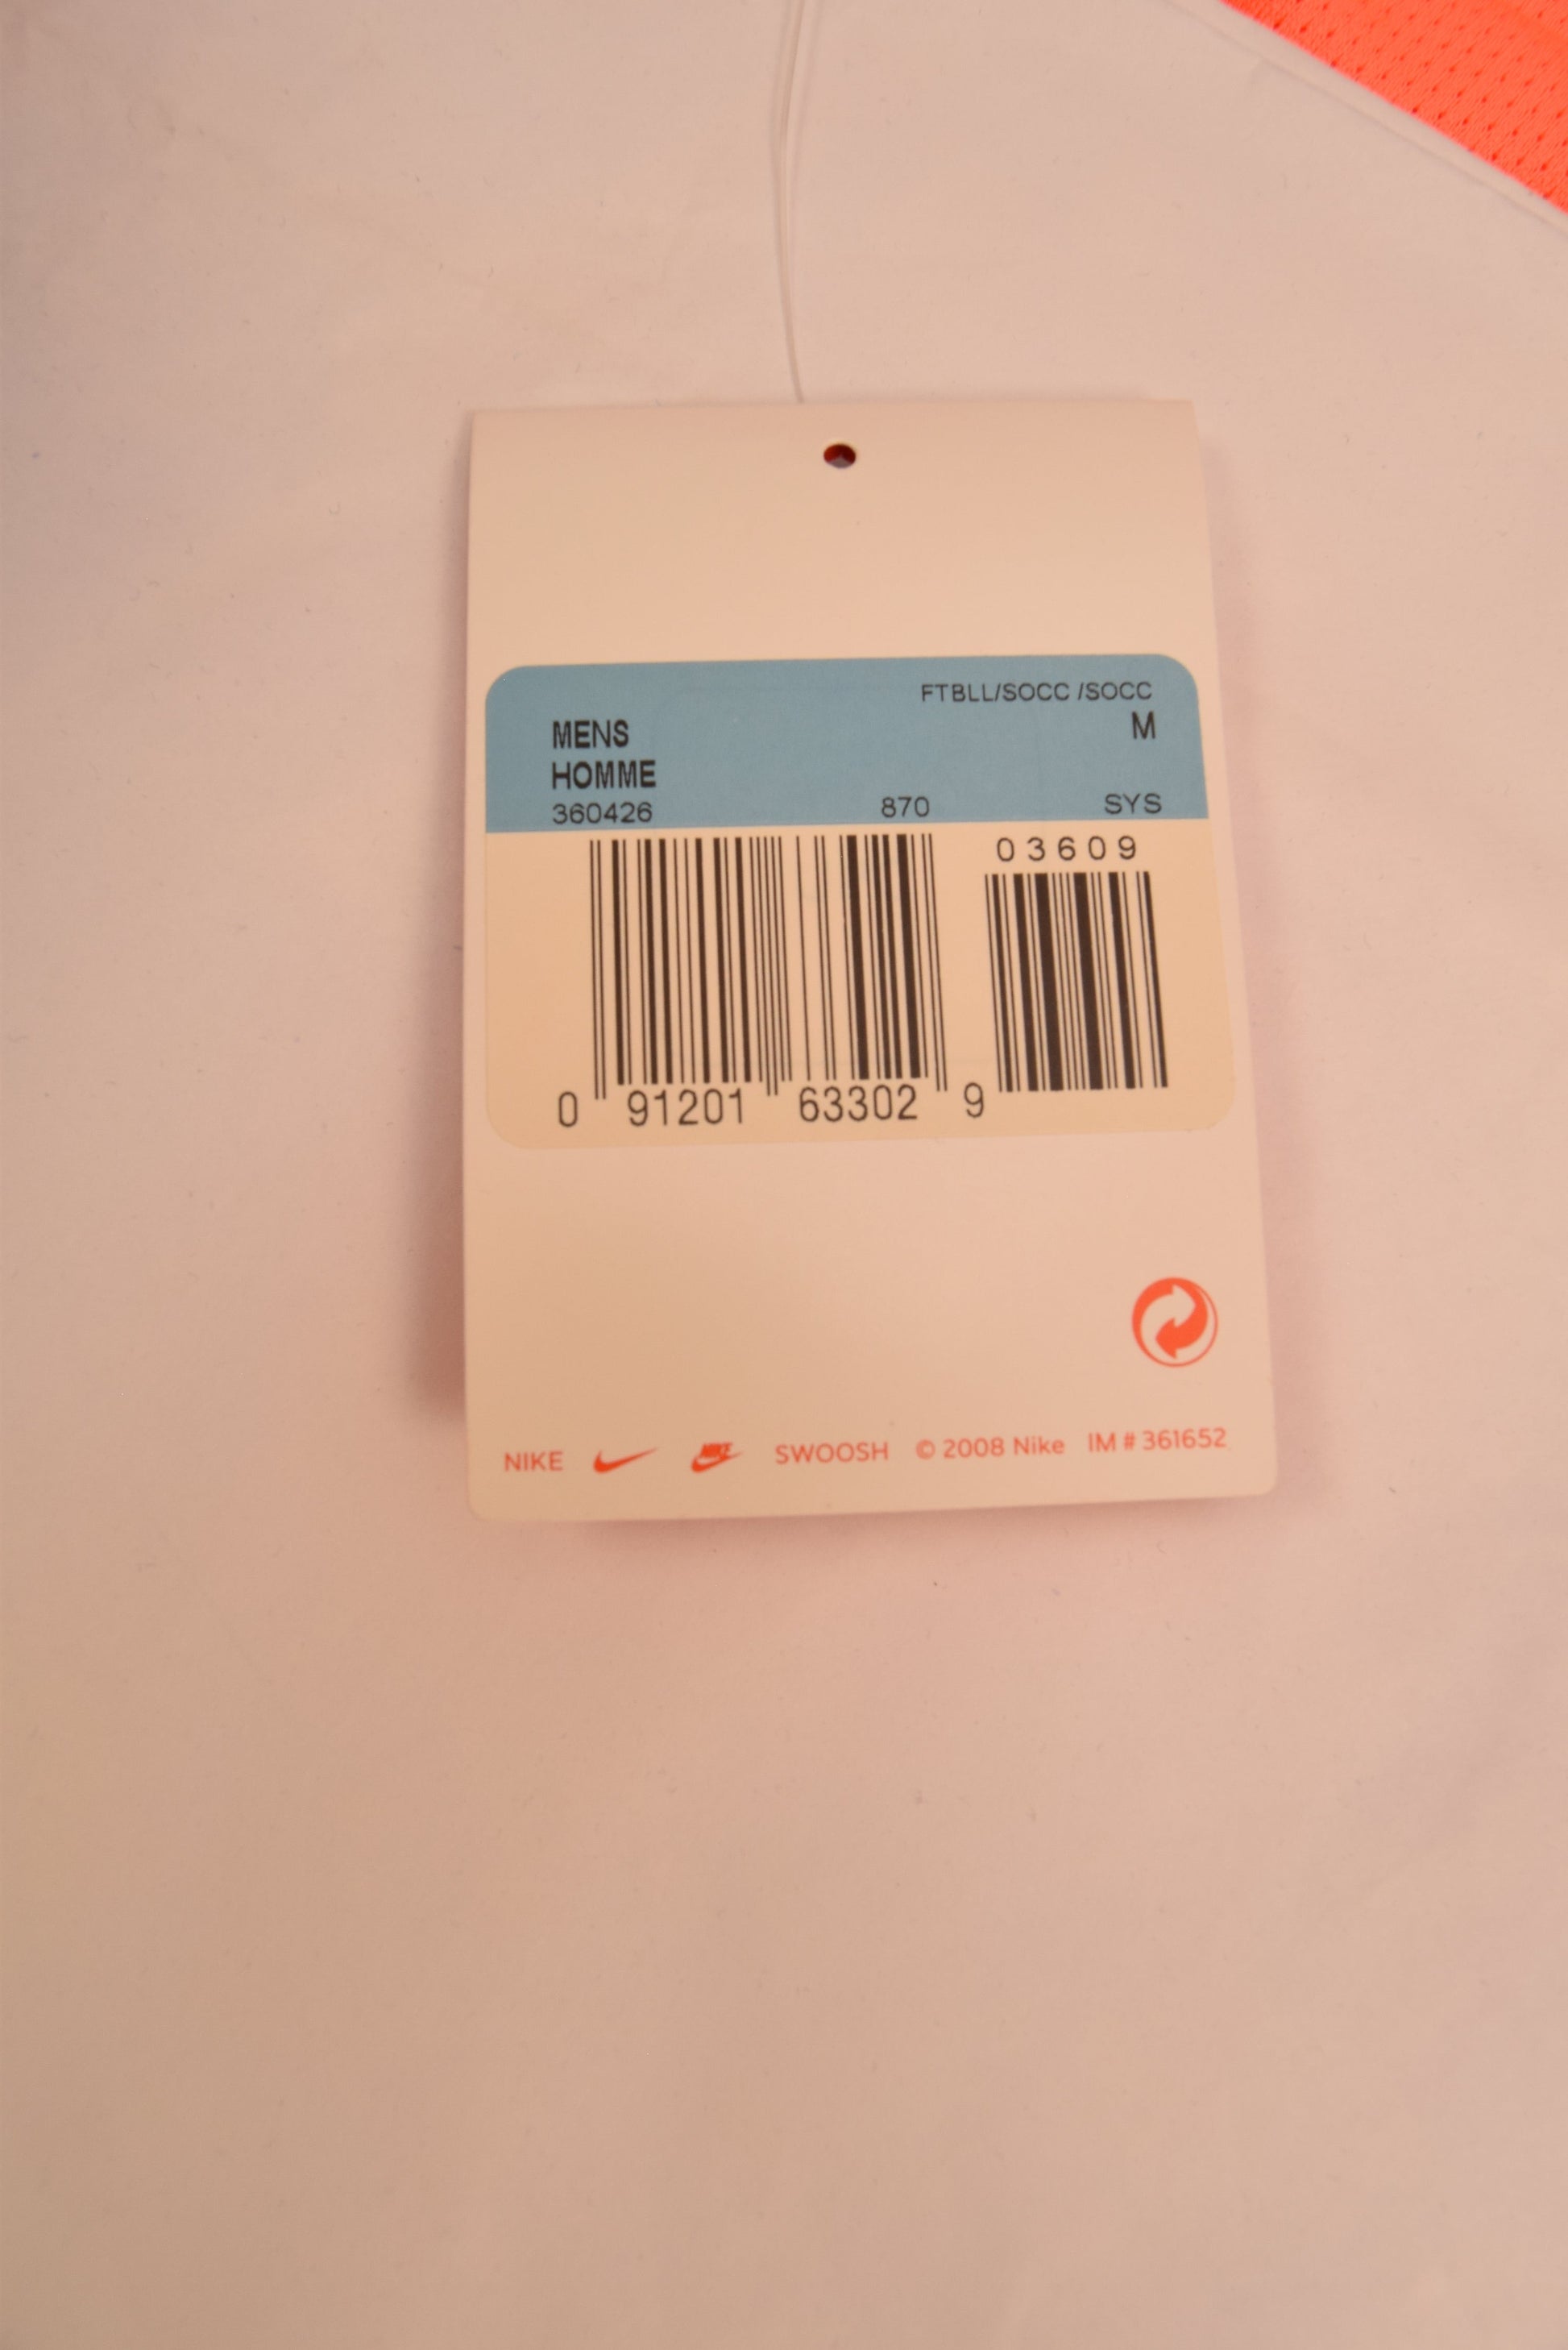 FTBLL/SOCC /SOCC
MENS M
HOMME
360426 870 SYS
03609
0 91201 63302 9
NIKE NIKE SWOOSH © 2008 Nike IM # 361652